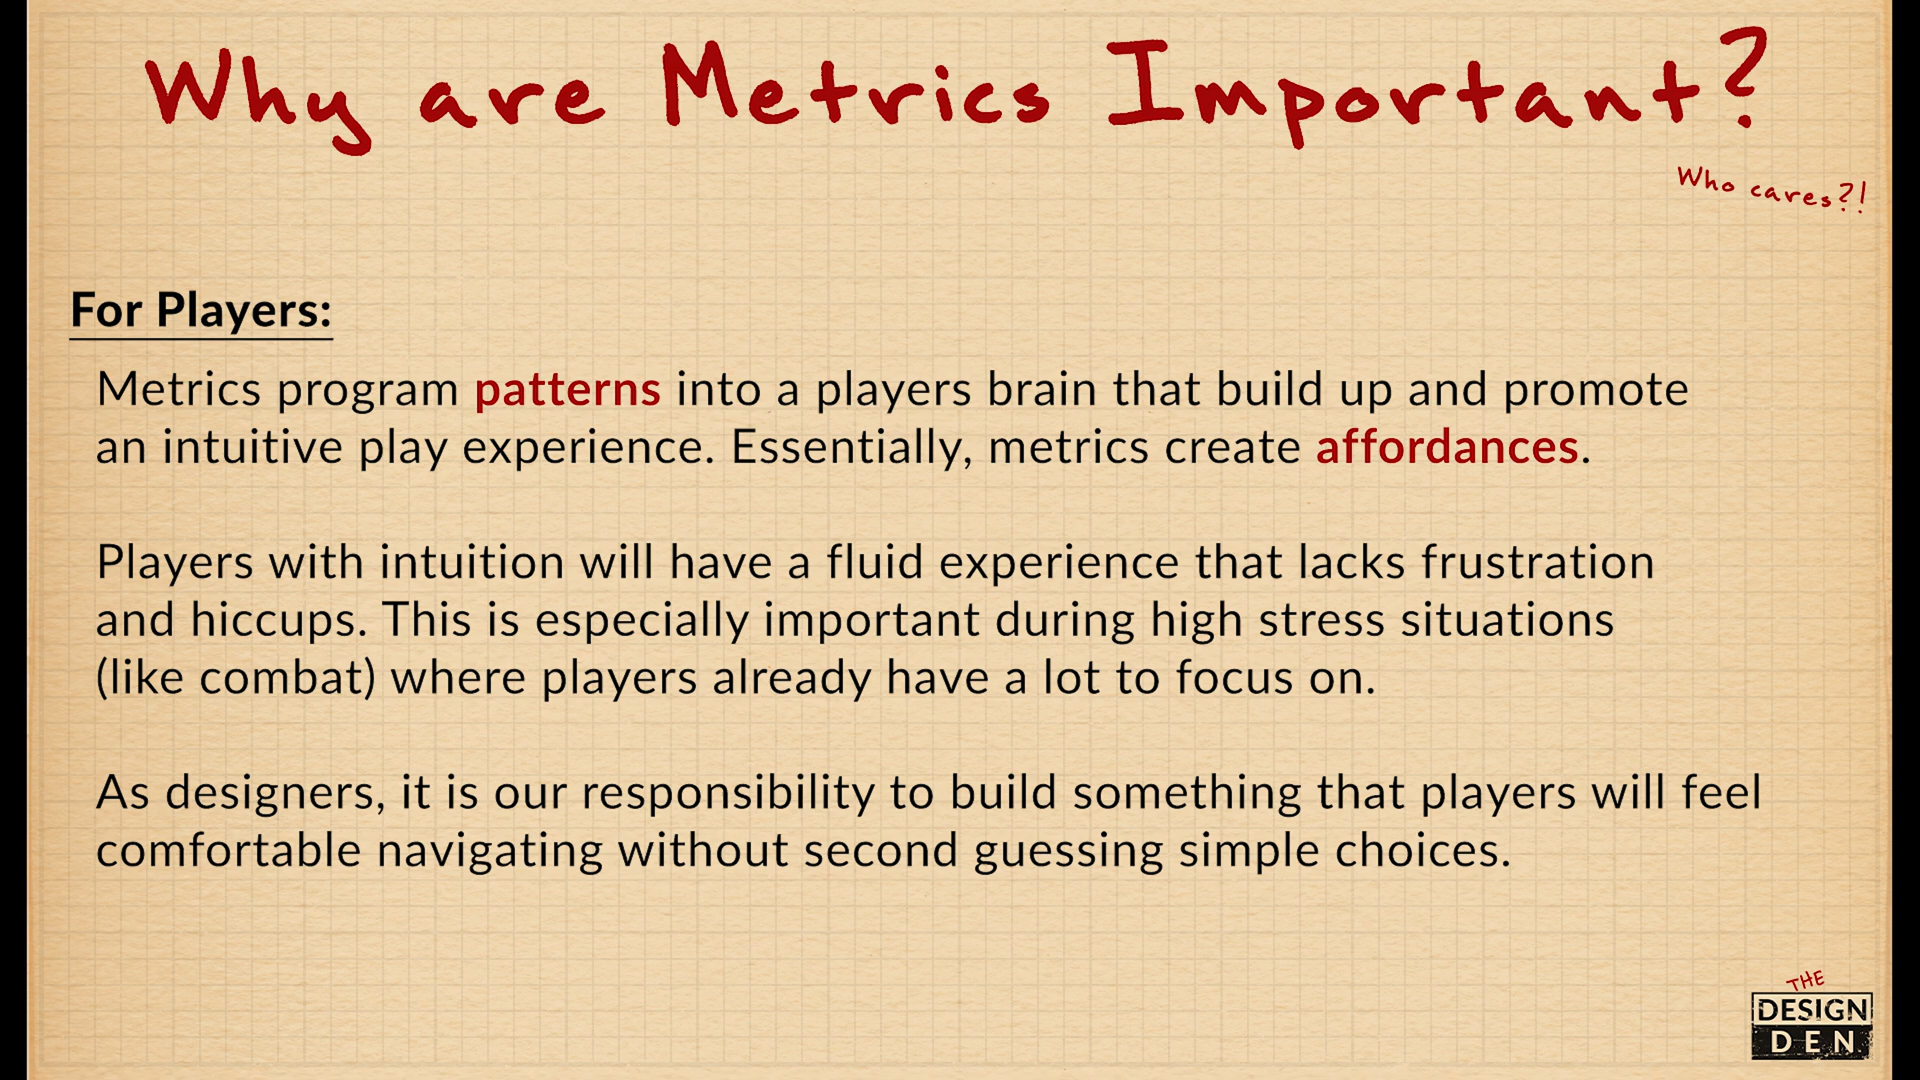 Why are Metrics Important?
Who cares?!
For Players:
Metrics program patterns into a players brain that build up and promote
an intuitive play experience. Essentially, metrics create affordances.
Players with intuition will have a fluid experience that lacks frustration
and hiccups. This is especially important during high stress situations
(like combat) where players already have a lot to focus on.
As designers, it is our responsibility to build something that players will feel
comfortable navigating without second guessing simple choices.
THE
DESIGN
DEN